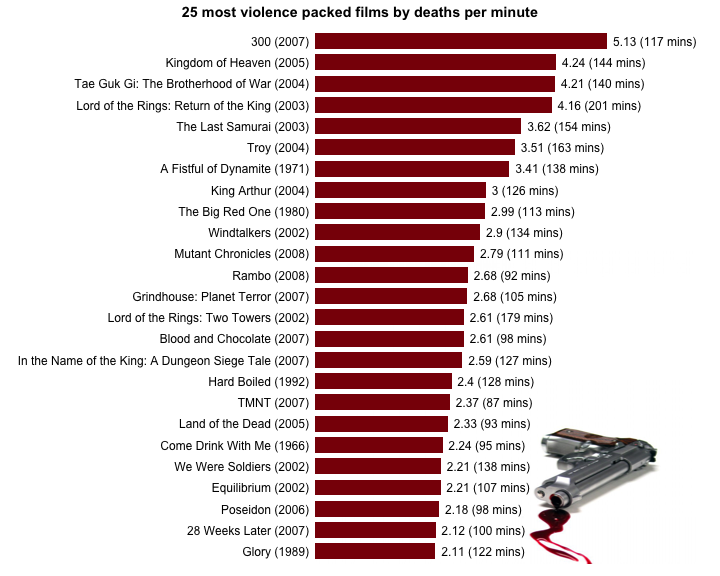 25 most violence packed films by deaths per minute
300 (2007) 5.13 (117 mins)
Kingdom of Heaven (2005) 4.24 (144 mins)
Tae Guk Gi: The Brotherhood of War (2004) 4.21 (140 mins)
Lord of the Rings: Return of the King (2003) 4.16 (201 mins)
The Last Samurai (2003) 3.62 (154 mins)
Troy (2004) 3.51 (163 mins)
A Fistful of Dynamite (1971) 3.41 (138 mins)
King Arthur (2004) 3 (126 mins)
The Big Red One (1980) 2.99 (113 mins)
Windtalkers (2002) 2.9 (134 mins)
Mutant Chronicles (2008) 2.79 (111 mins)
Rambo (2008) 2.68 (92 mins)
Grindhouse: Planet Terror (2007) 2.68 (105 mins)
Lord of the Rings: Two Towers (2002) 2.61 (179 mins)
Blood and Chocolate (2007) 2.61 (98 mins)
In the Name of the King: A Dungeon Siege Tale (2007) 2.59 (127 mins)
Hard Boiled (1992) 2.4 (128 mins)
TMNT (2007) 2.37 (87 mins)
Land of the Dead (2005) 2.33 (93 mins)
Come Drink With Me (1966) 2.24 (95 mins)
We Were Soldiers (2002) 2.21 (138 mins)
Equilibrium (2002) 2.21 (107 mins)
Poseidon (2006) 2.18 (98 mins)
28 Weeks Later (2007) 2.12 (100 mins)
Glory (1989) 2.11 (122 mins)